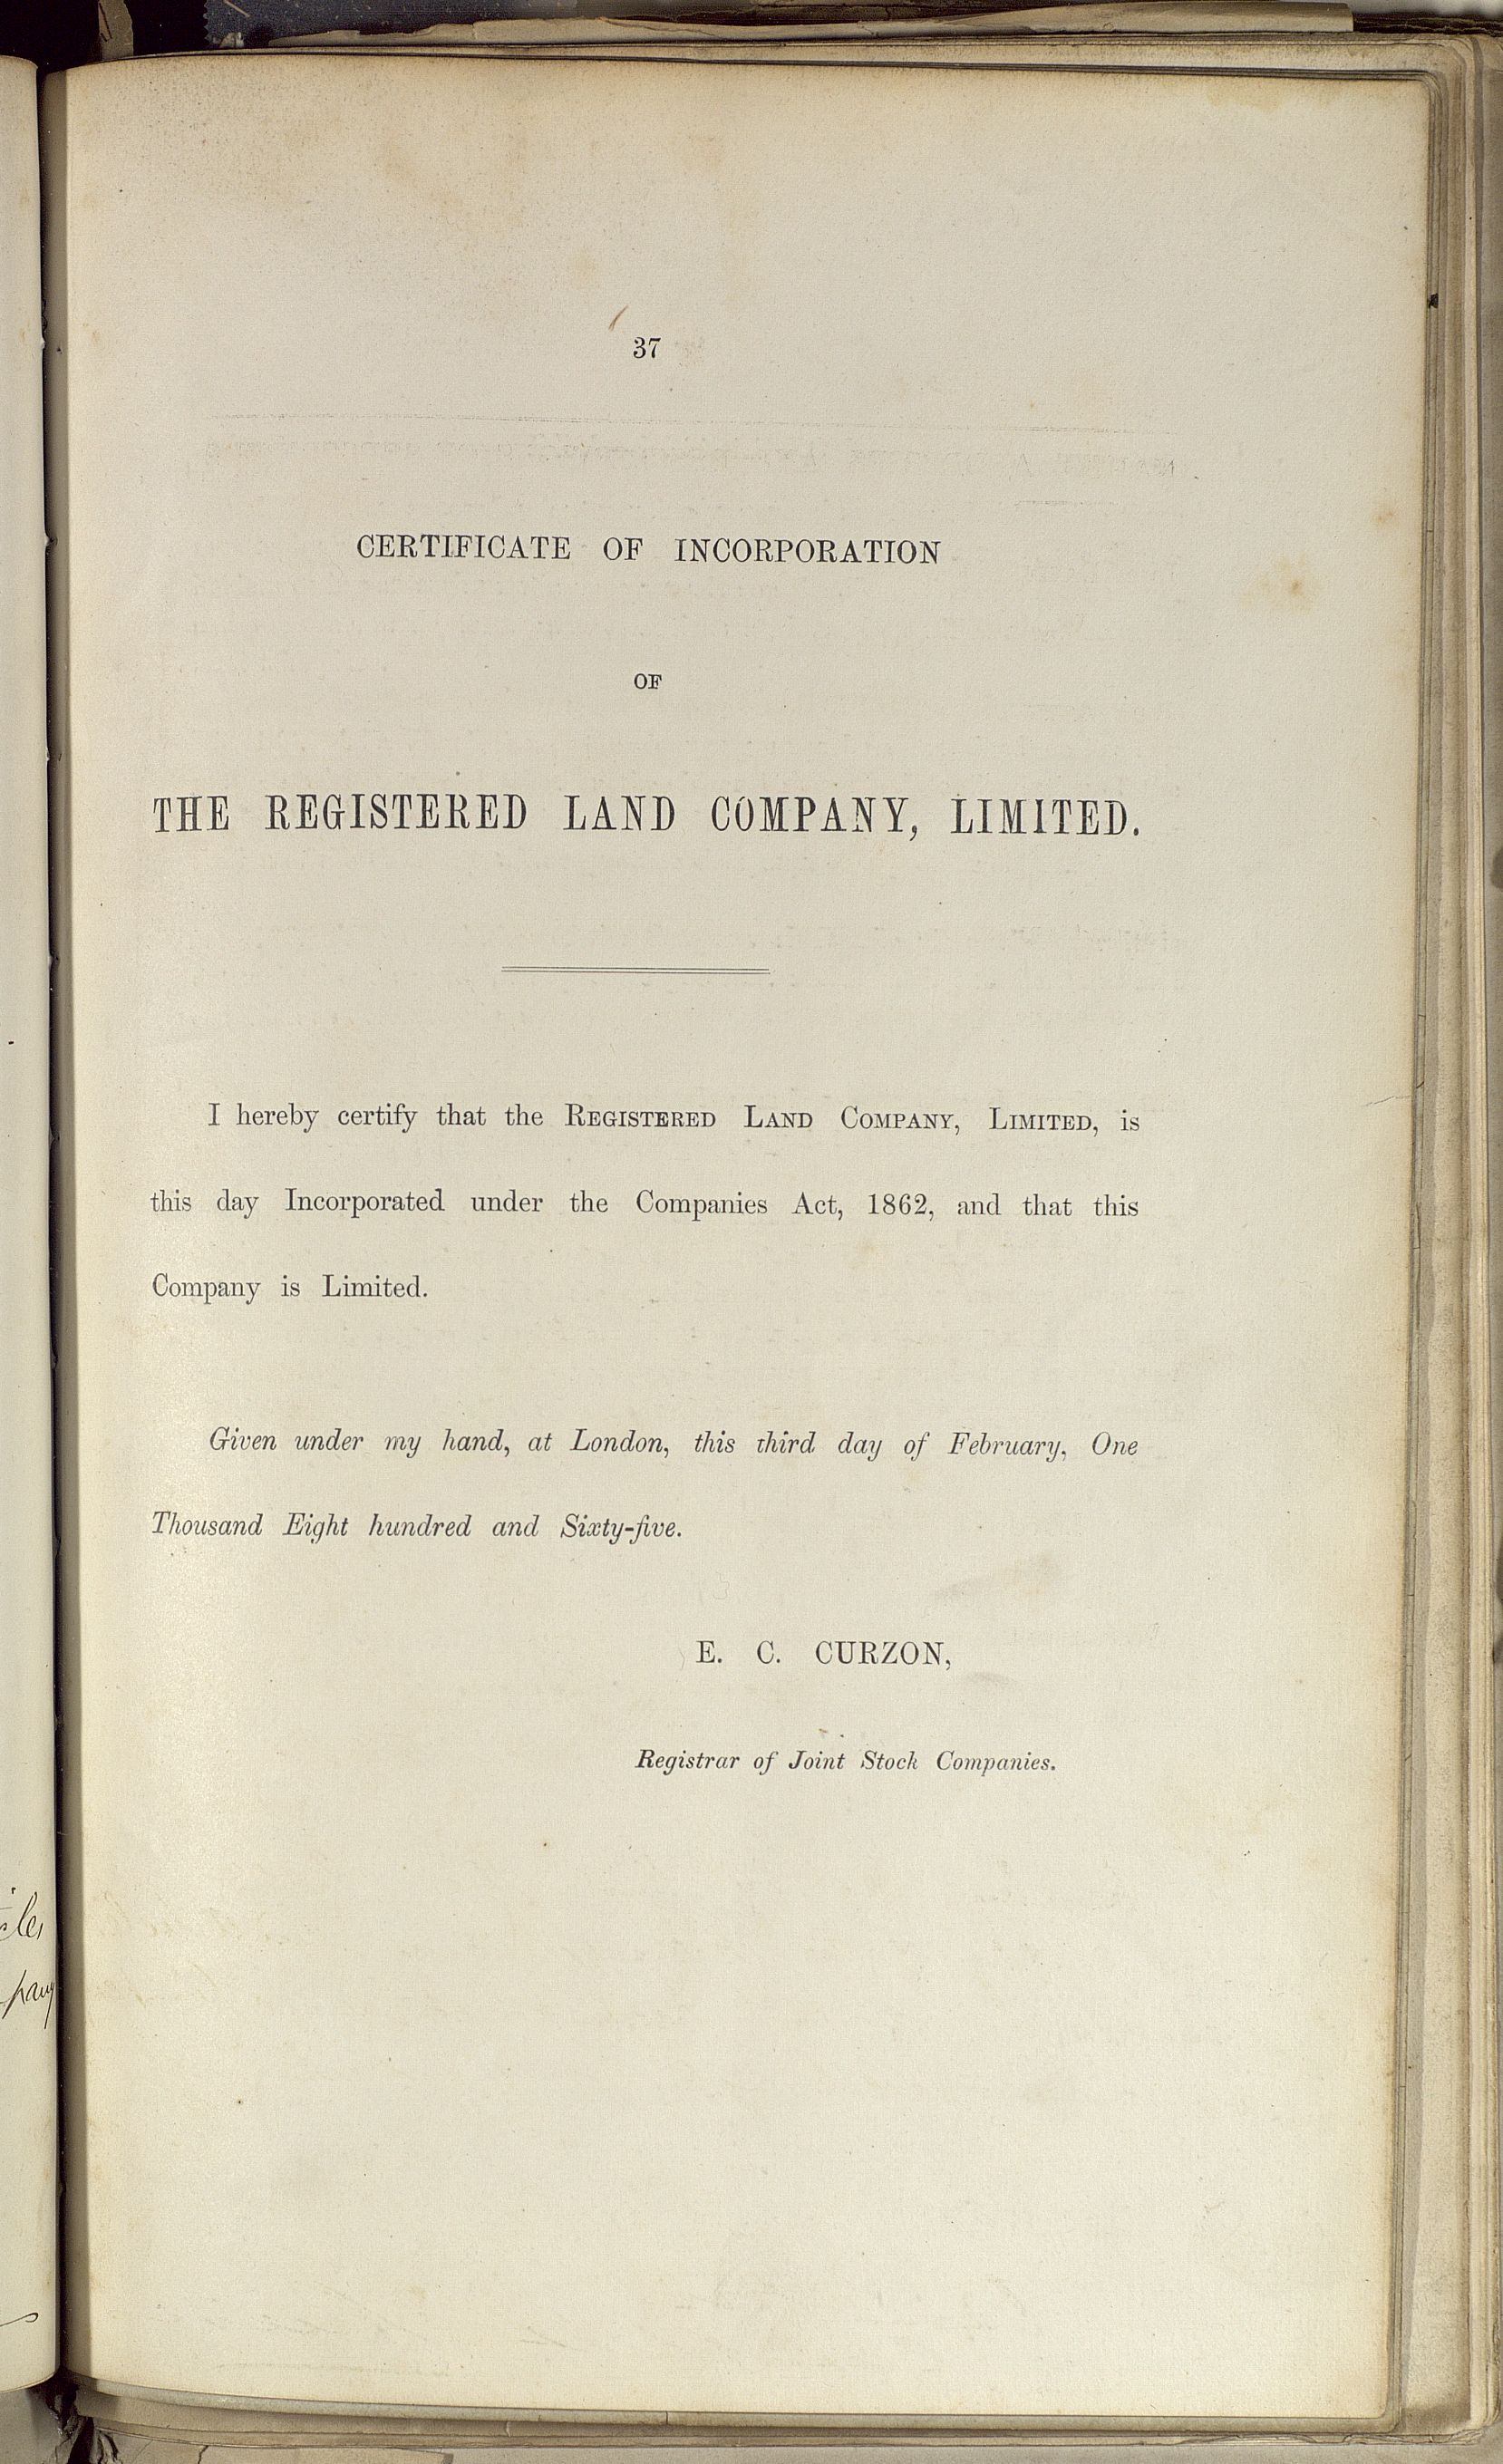 37
CERTIFICATE OF INCORPORATION
OF
THE REGISTERED LAND COMPANY, LIMITED.
I hereby certify that the REGISTERED LAND COMPANY, LIMITED, is
this day Incorporated under the Companies Act, 1862, and that this
Company is Limited.
Given under my hand, at London, this third day of February, One
Thousand Eight hundred and Sixty-five.
E. C. CURZON,
Registrar of Joint Stock Companies.